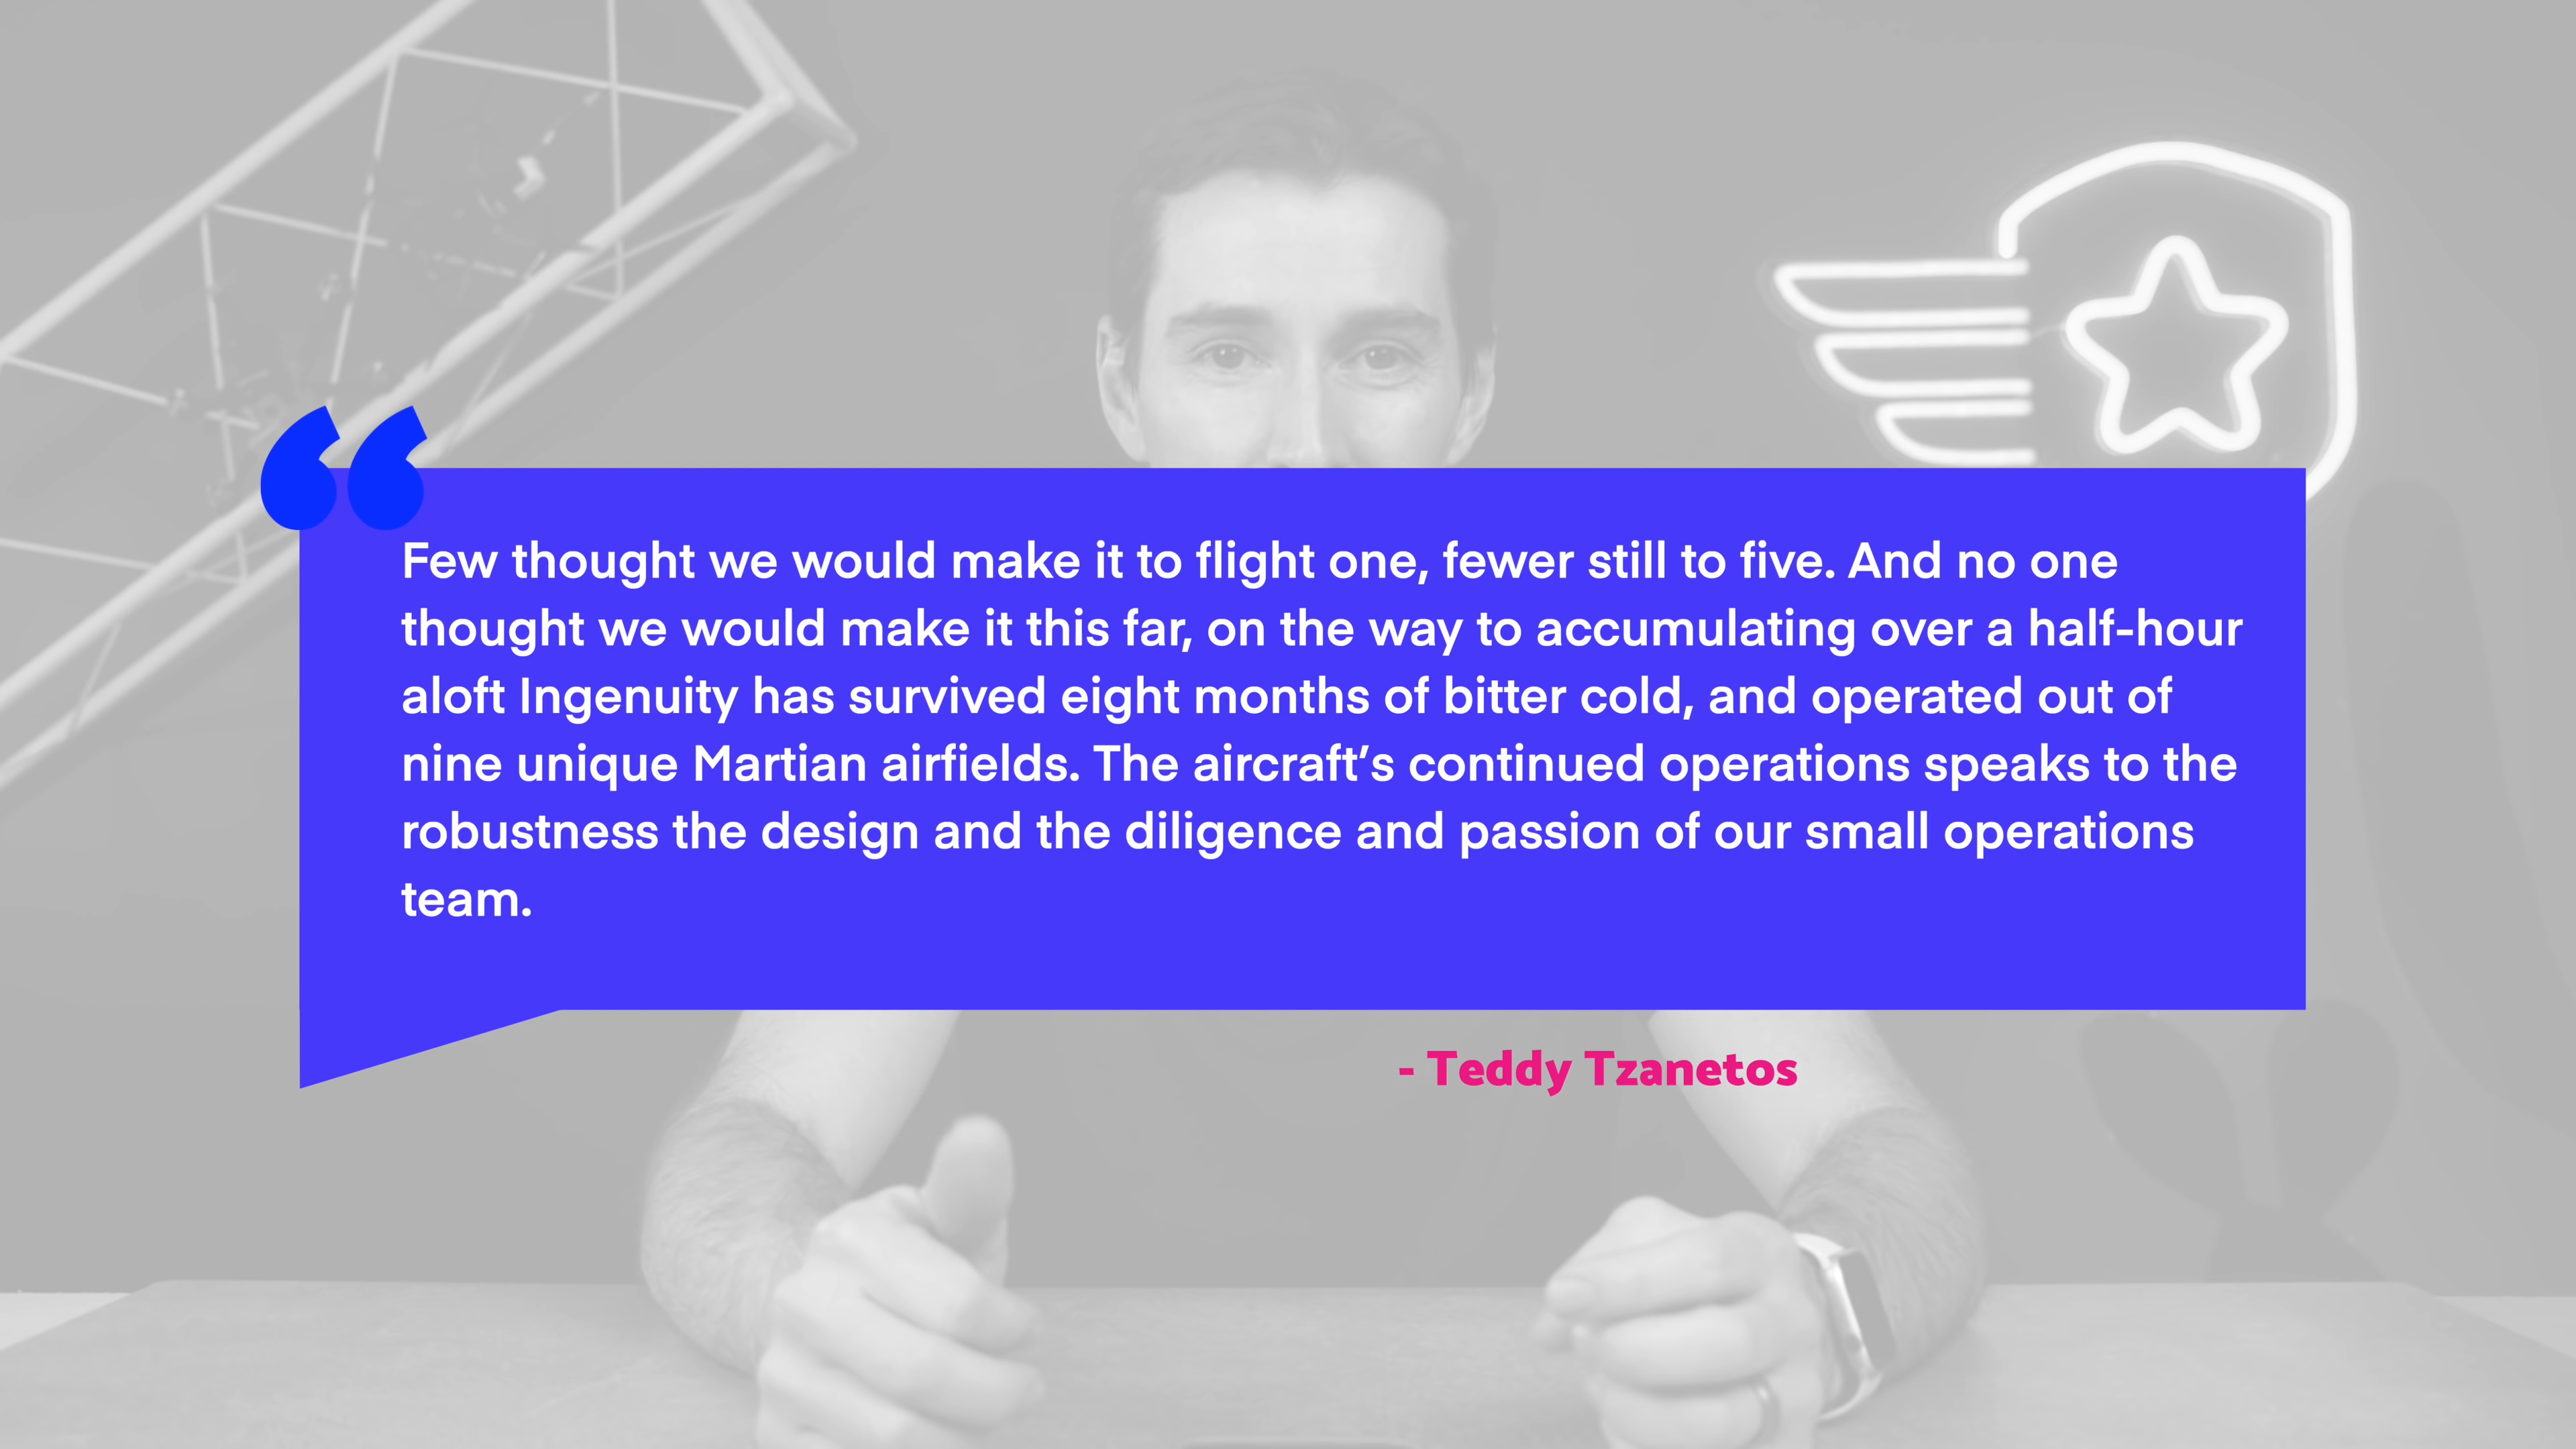 “
Few thought we would make it to flight one, fewer still to five. And no one
thought we would make it this far, on the way to accumulating over a half-hour
aloft Ingenuity has survived eight months of bitter cold, and operated out of
nine unique Martian airfields. The aircraft’s continued operations speaks to the
robustness the design and the diligence and passion of our small operations
team.
- Teddy Tzanetos